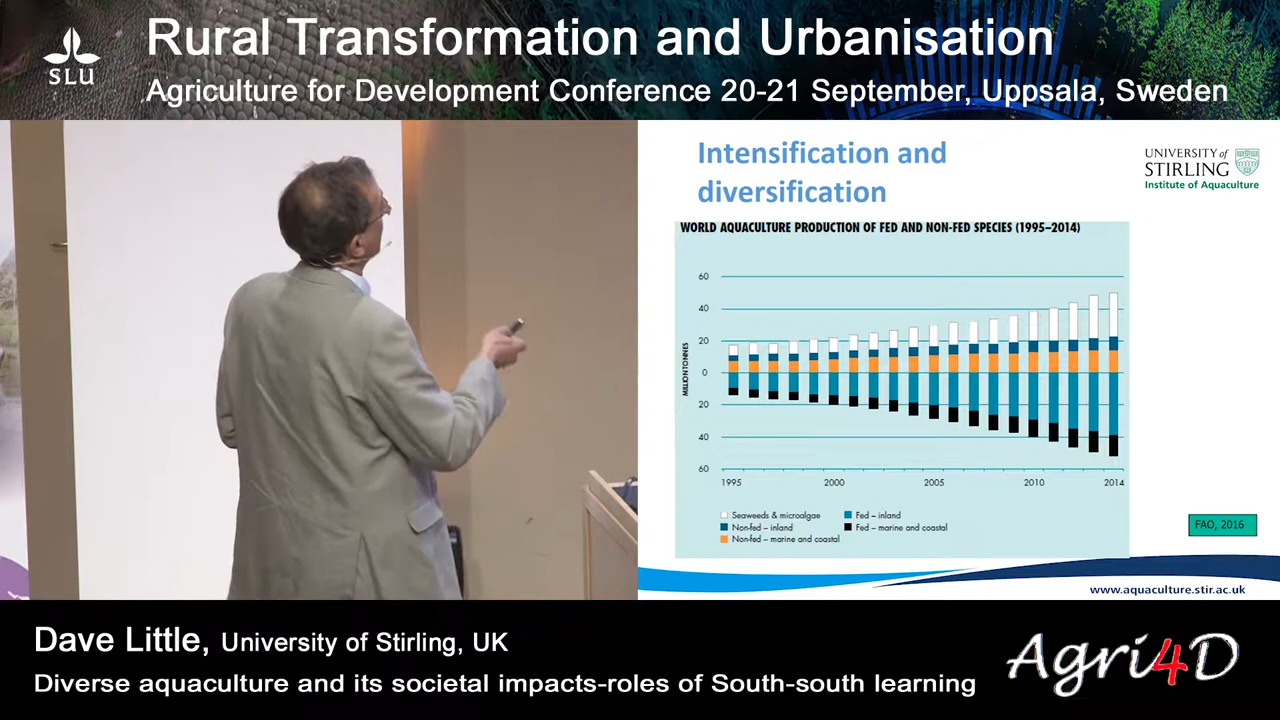 SLU
Rural Transformation and Urbanisation
Agriculture for Development Conference 20-21 September, Uppsala, Sweden
Intensification and
diversification
UNIVERSITY of
STIRLING
Institute of Aquaculture
WORLD AQUACULTURE PRODUCTION OF FED AND NON-FED SPECIES (1995–2014)
MILLION TONNES
60
40
20
0
20
40
60
1995 2000 2005 2010 2014
Seaweeds & microalgae
Non-fed – inland
Non-fed – marine and coastal
Fed – inland
Fed – marine and coastal
FAO, 2016
www.aquaculture.stir.ac.uk
Dave Little, University of Stirling, UK
Diverse aquaculture and its societal impacts-roles of South-south learning
Agri4D